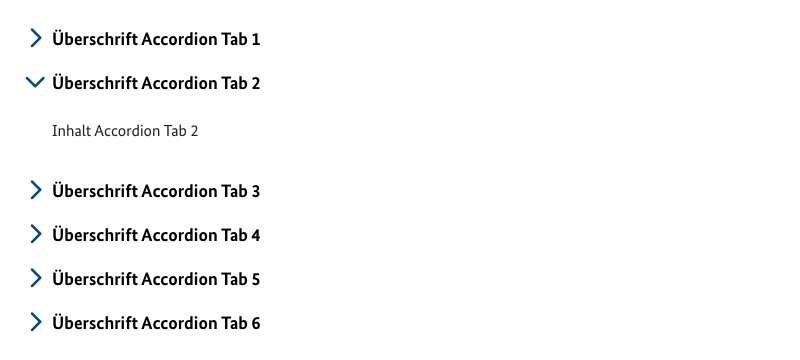 Überschrift Accordion Tab 1
Überschrift Accordion Tab 2
Inhalt Accordion Tab 2
Überschrift Accordion Tab 3
Überschrift Accordion Tab 4
Überschrift Accordion Tab 5
Überschrift Accordion Tab 6